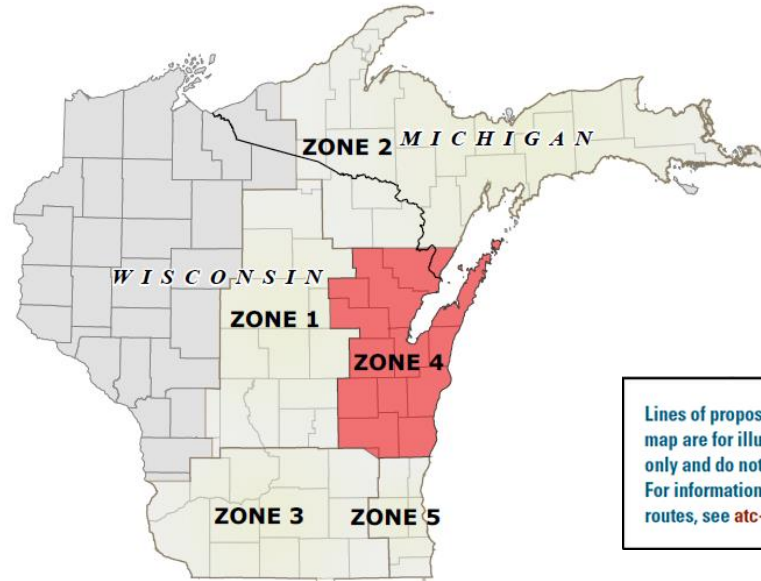 ZONE 2
MICHIGAN
WISCONSIN
ZONE 1
ZONE 4
ZONE 3
ZONE 5
Lines of propos
map are for illu
only and do not
For information
routes, see atc-